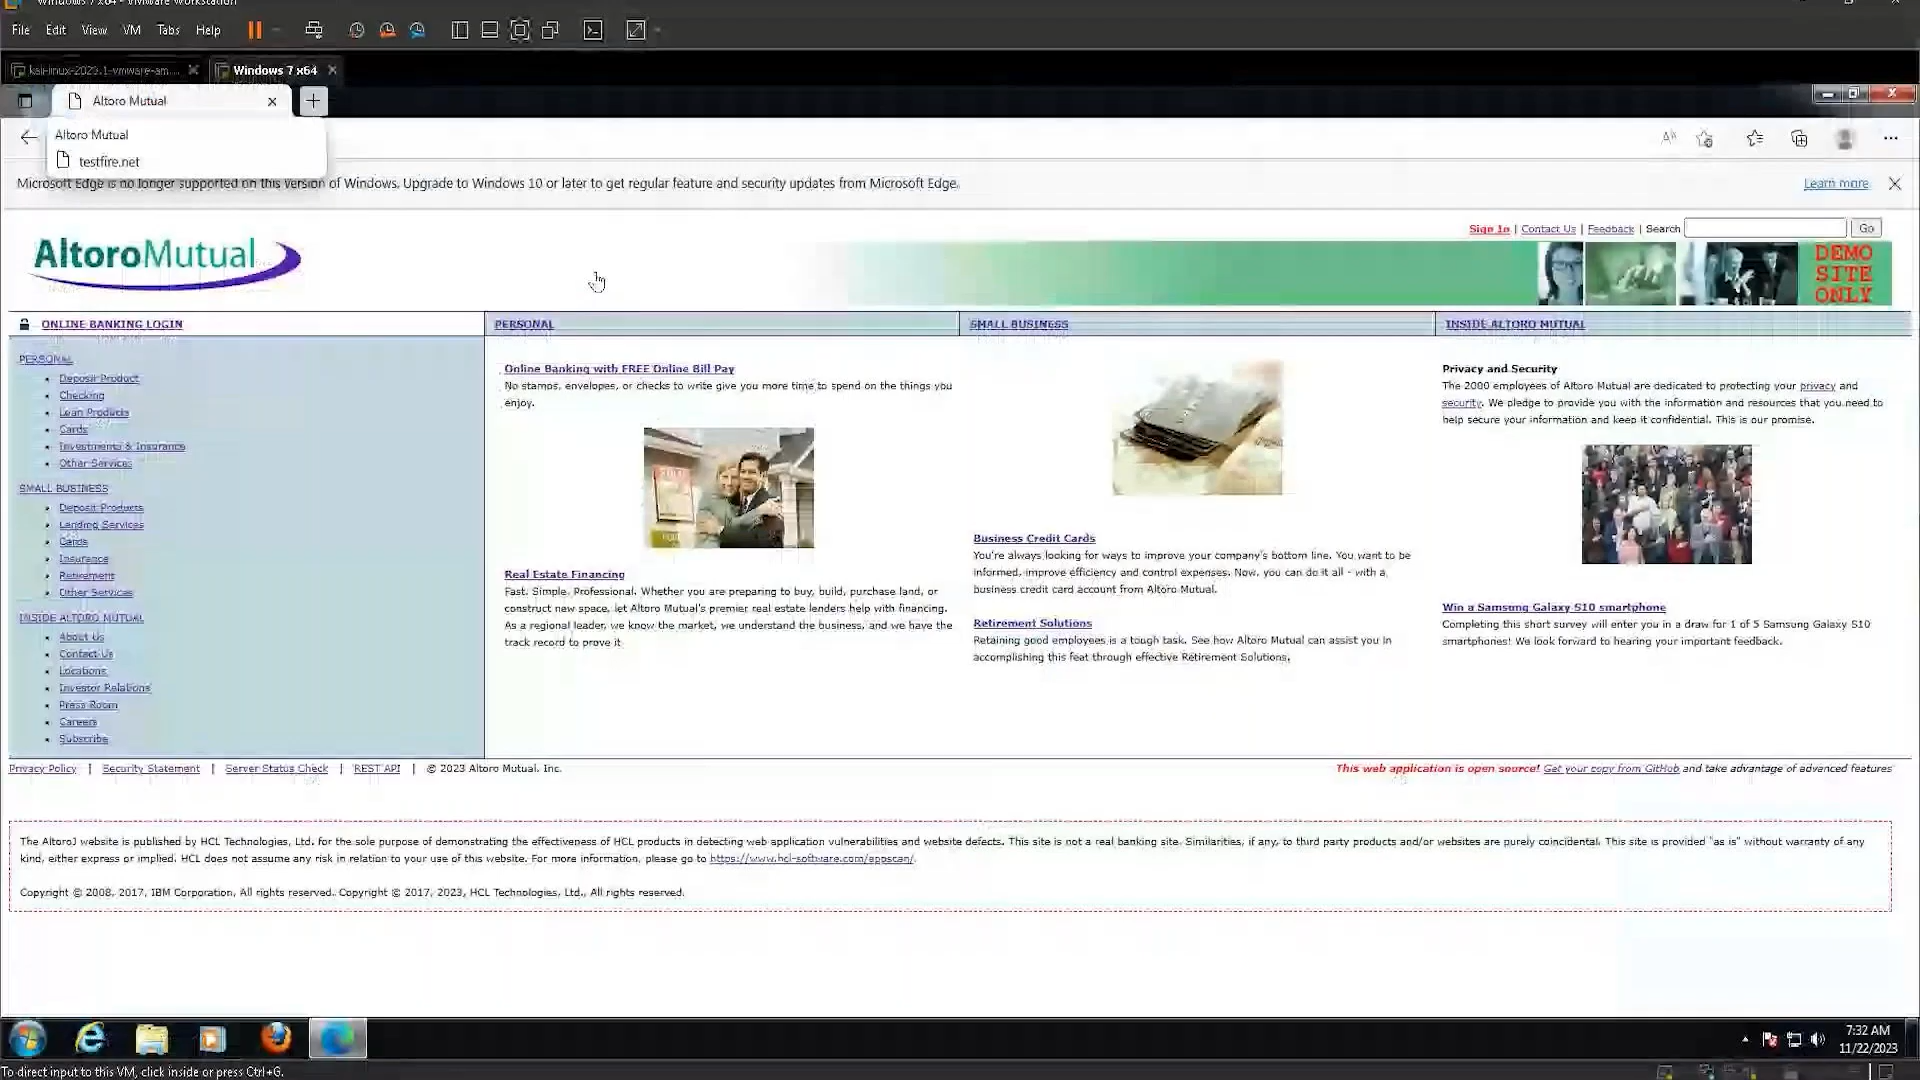 Windows 7 x64 - VMware Workstation
File Edit View VM Tabs Help
kali-linux-2023.1-vmware-am... Windows 7 x64
Altoro Mutual
Altoro Mutual
testfire.net
Microsoft Edge is no longer supported on this version of Windows. Upgrade to Windows 10 or later to get regular feature and security updates from Microsoft Edge.
Learn more
Sign In | Contact Us | Feedback | Search Go
AltoroMutual
DEMO
SITE
ONLY
ONLINE BANKING LOGIN
PERSONAL
SMALL BUSINESS
INSIDE ALTORO MUTUAL
PERSONAL
Deposit Product
Checking
Loan Products
Cards
Investments & Insurance
Other Services
SMALL BUSINESS
Deposit Products
Lending Services
Cards
Insurance
Retirement
Other Services
INSIDE ALTORO MUTUAL
About Us
Contact Us
Locations
Investor Relations
Press Room
Careers
Subscribe
Online Banking with FREE Online Bill Pay
No stamps, envelopes, or checks to write give you more time to spend on the things you
enjoy.
SOLD
Real Estate Financing
Fast. Simple. Professional. Whether you are preparing to buy, build, purchase land, or
construct new space, let Altoro Mutual's premier real estate lenders help with financing.
As a regional leader, we know the market, we understand the business, and we have the
track record to prove it
Business Credit Cards
You're always looking for ways to improve your company's bottom line. You want to be
informed, improve efficiency and control expenses. Now, you can do it all - with a
business credit card account from Altoro Mutual.
Retirement Solutions
Retaining good employees is a tough task. See how Altoro Mutual can assist you in
accomplishing this feat through effective Retirement Solutions.
Privacy and Security
The 2000 employees of Altoro Mutual are dedicated to protecting your privacy and
security. We pledge to provide you with the information and resources that you need to
help secure your information and keep it confidential. This is our promise.
Win a Samsung Galaxy S10 smartphone
Completing this short survey will enter you in a draw for 1 of 5 Samsung Galaxy S10
smartphones! We look forward to hearing your important feedback.
Privacy Policy | Security Statement | Server Status Check | REST API | © 2023 Altoro Mutual, Inc.
This web application is open source! Get your copy from GitHub and take advantage of advanced features
The AltoroJ website is published by HCL Technologies, Ltd. for the sole purpose of demonstrating the effectiveness of HCL products in detecting web application vulnerabilities and website defects. This site is not a real banking site. Similarities, if any, to third party products and/or websites are purely coincidental. This site is provided "as is" without warranty of any
kind, either express or implied. HCL does not assume any risk in relation to your use of this website. For more information, please go to https://www.hcl-software.com/appscan/.
Copyright © 2008, 2017, IBM Corporation, All rights reserved. Copyright © 2017, 2023, HCL Technologies, Ltd., All rights reserved.
7:32 AM
11/22/2023
To direct input to this VM, click inside or press Ctrl+G.